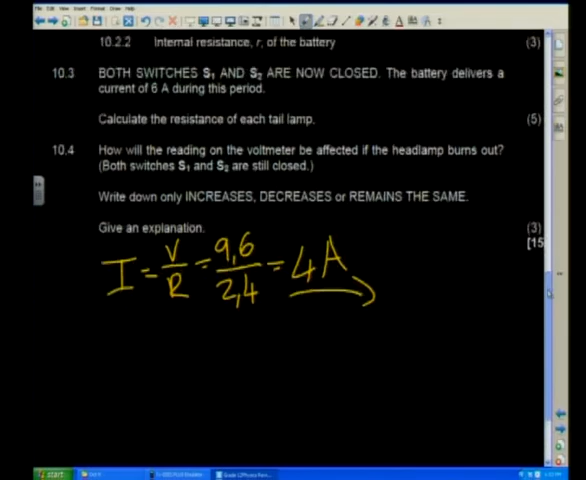 10.2.2 Internal resistance, r, of the battery (3)
10.3 BOTH SWITCHES S1 AND S2 ARE NOW CLOSED. The battery delivers a
current of 6 A during this period.
Calculate the resistance of each tail lamp. (5)
10.4 How will the reading on the voltmeter be affected if the headlamp burns out?
(Both switches S1 and S2 are still closed.)
Write down only INCREASES, DECREASES or REMAINS THE SAME.
Give an explanation. (3)
[15
I = V/R = 9,6/2,4 = 4A
start